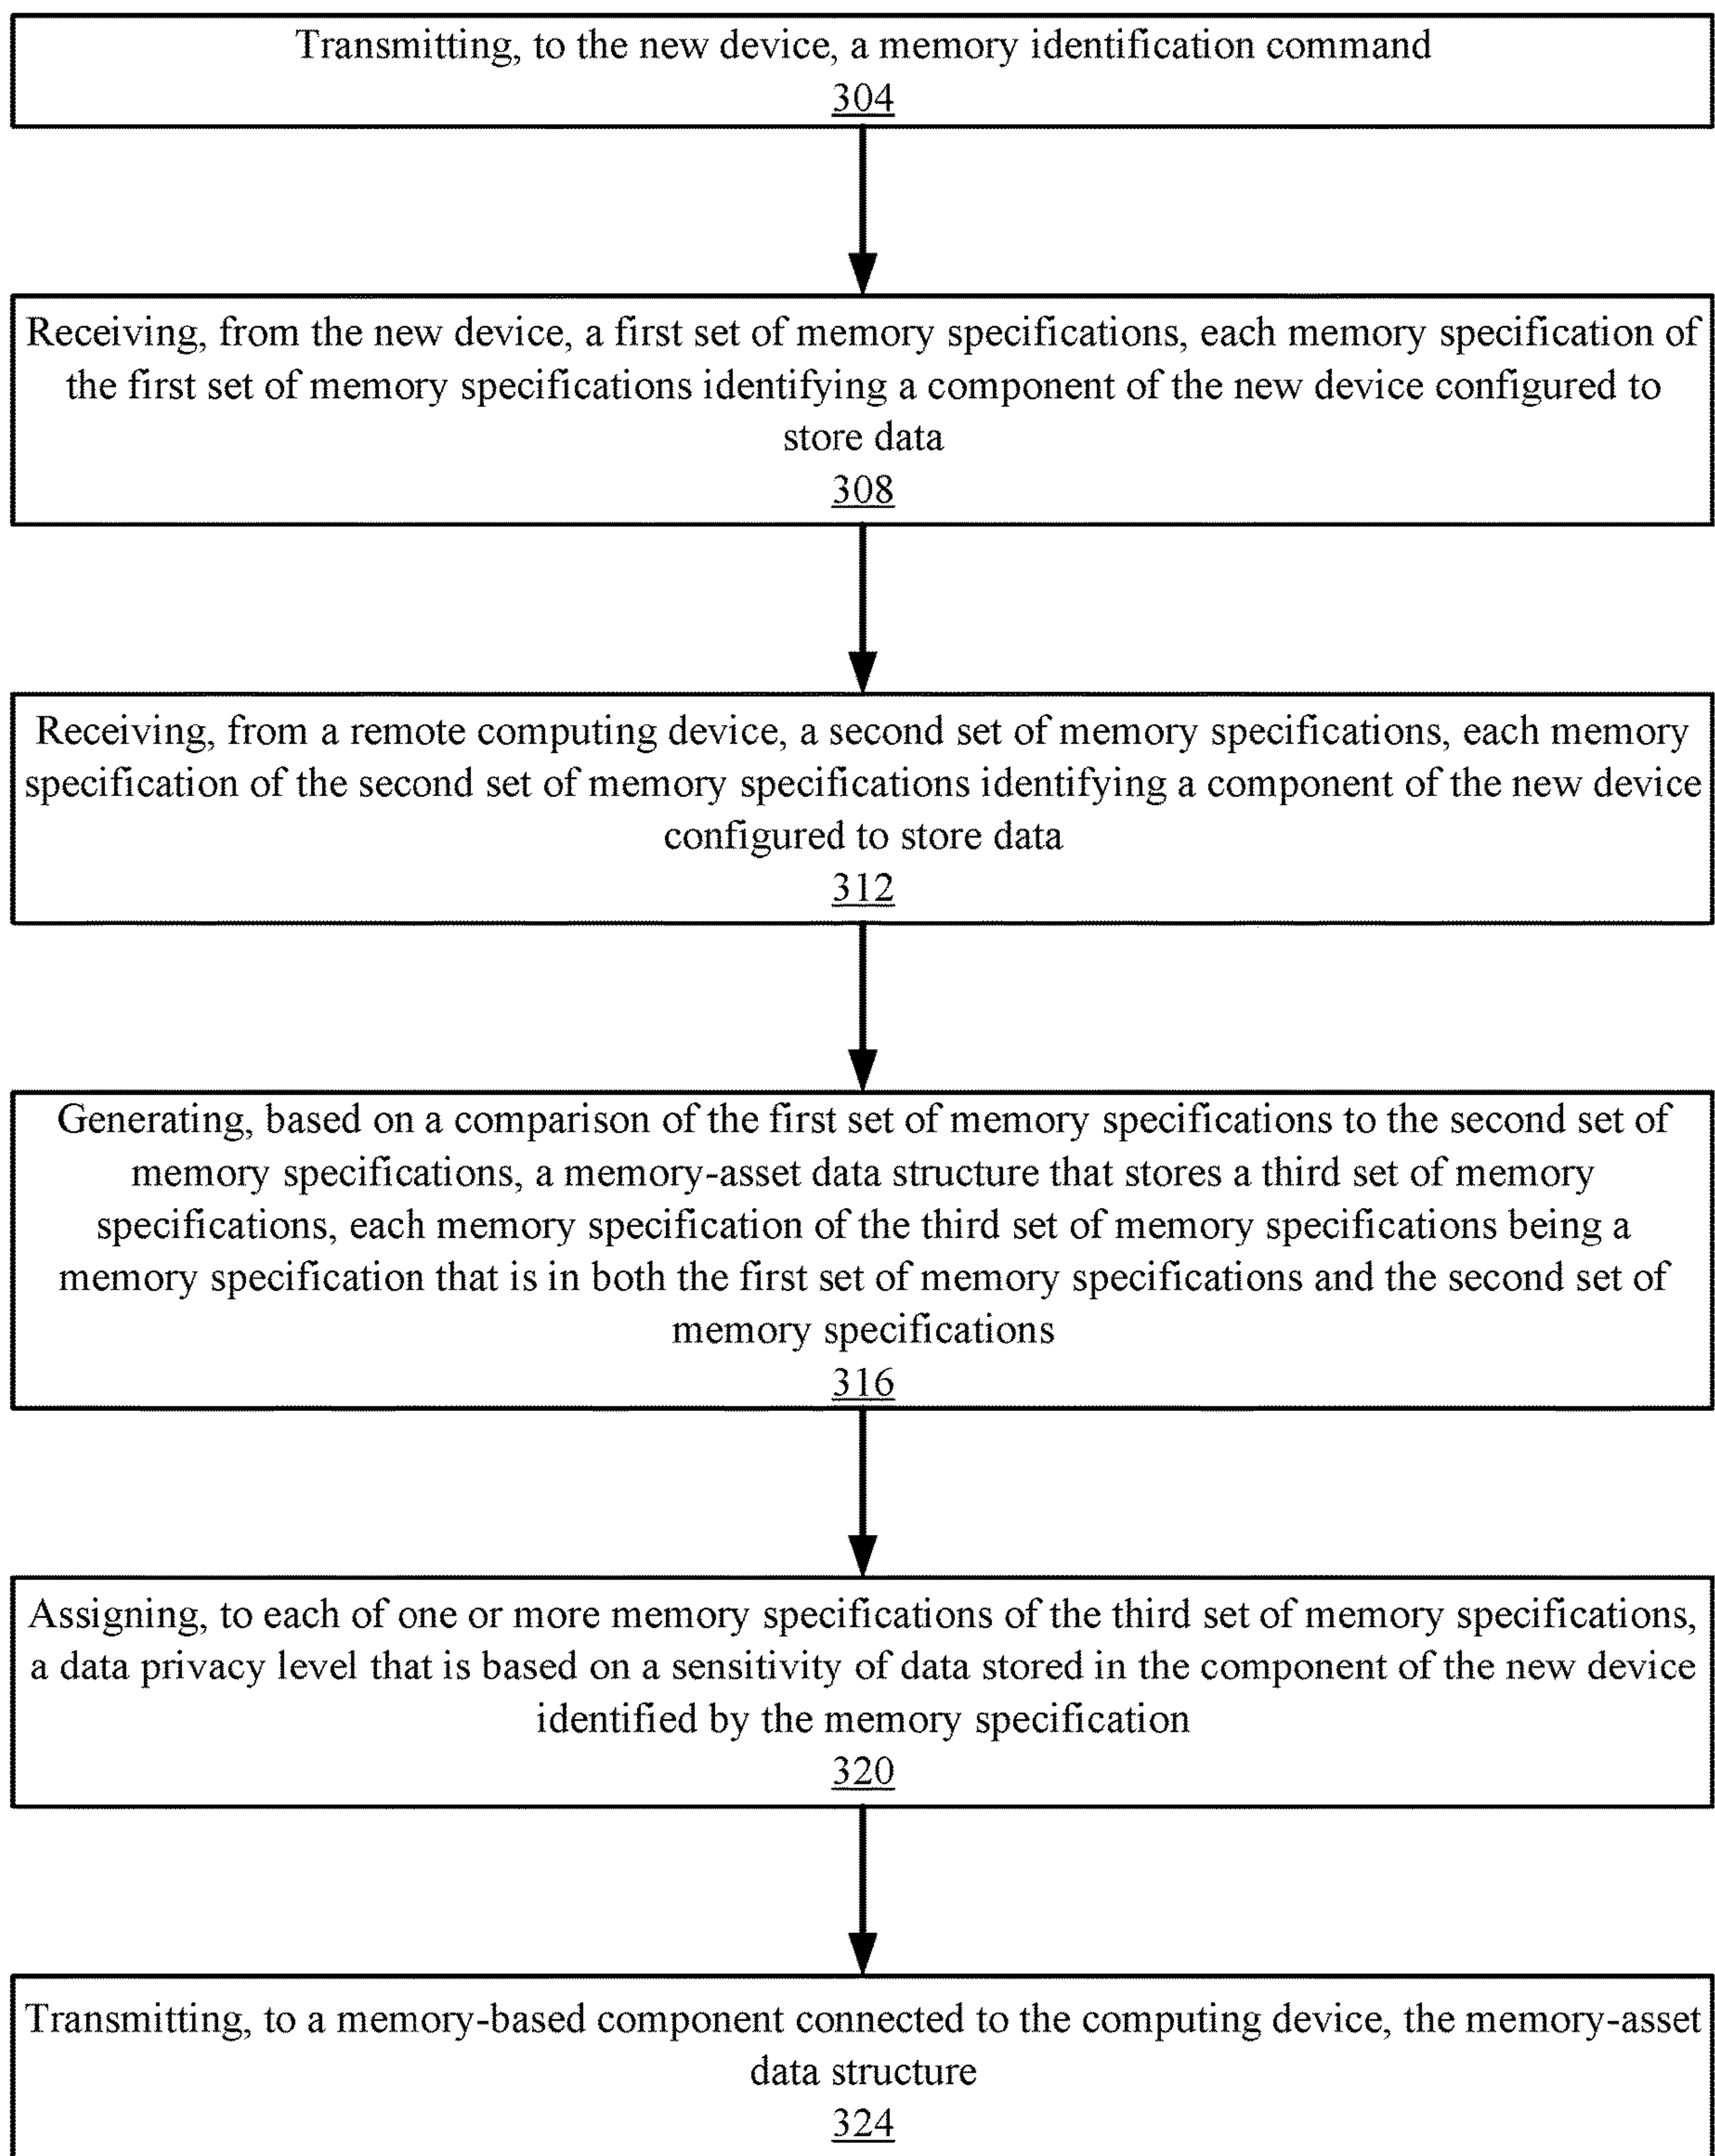 Transmitting, to the new device, a memory identification command
304
Receiving, from the new device, a first set of memory specifications, each memory specification of
the first set of memory specifications identifying a component of the new device configured to
store data
308
Receiving, from a remote computing device, a second set of memory specifications, each memory
specification of the second set of memory specifications identifying a component of the new device
configured to store data
312
Generating, based on a comparison of the first set of memory specifications to the second set of
memory specifications, a memory-asset data structure that stores a third set of memory
specifications, each memory specification of the third set of memory specifications being a
memory specification that is in both the first set of memory specifications and the second set of
memory specifications
316
Assigning, to each of one or more memory specifications of the third set of memory specifications,
a data privacy level that is based on a sensitivity of data stored in the component of the new device
identified by the memory specification
320
Transmitting, to a memory-based component connected to the computing device, the memory-asset
data structure
324